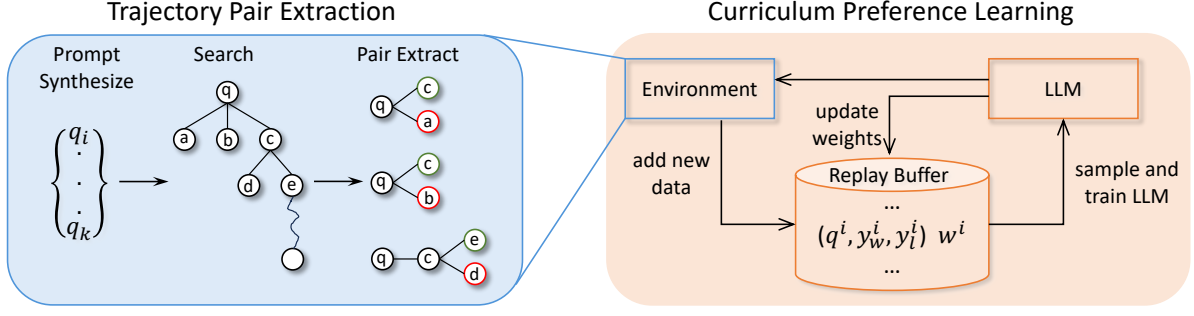 Trajectory Pair Extraction
Prompt
Synthesize
Search
Pair Extract
q_i
.
.
.
q_k
q
a
b
c
d
e
q
c
a
q
c
b
q
c
e
d
Curriculum Preference Learning
Environment
LLM
update
weights
add new
data
sample and
train LLM
Replay Buffer
...
(q^i, y_w^i, y_l^i) w^i
...